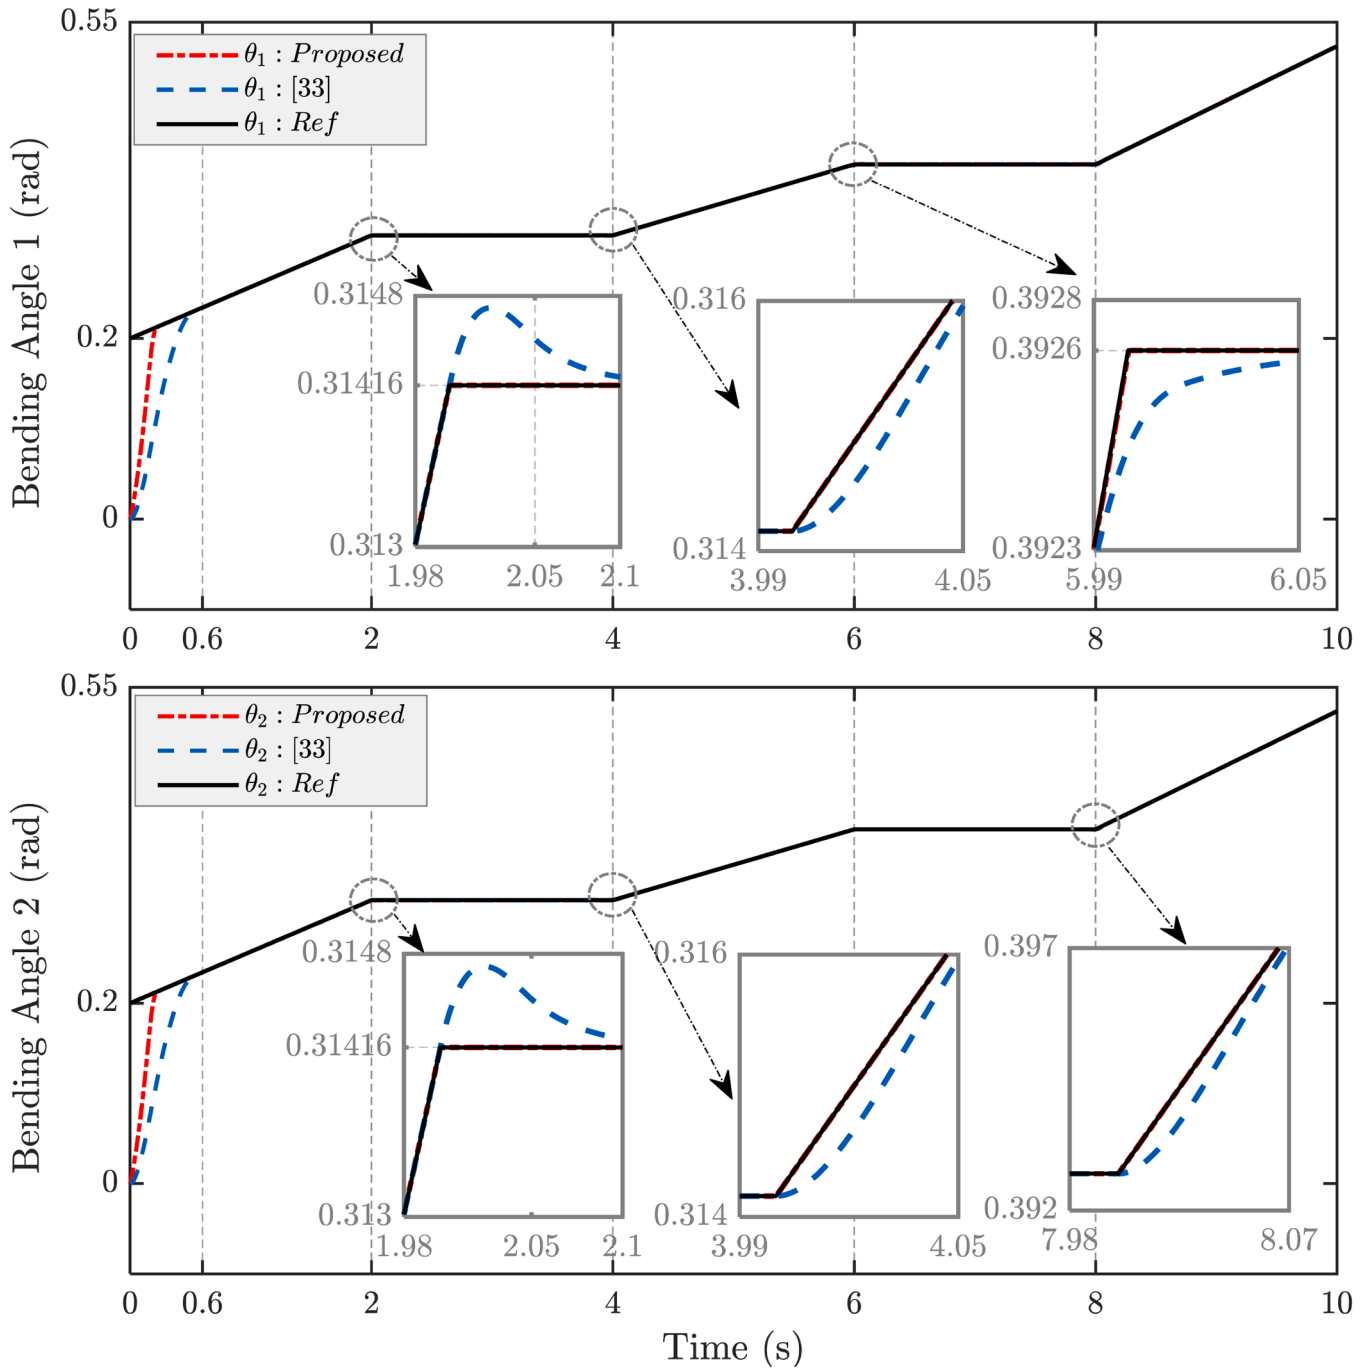 0.55
θ1 : Proposed
θ1 : [33]
θ1 : Ref
Bending Angle 1 (rad)
0.2
0
0.3148
0.31416
0.313
1.98 2.05 2.1
0.316
0.314
3.99 4.05
0.3928
0.3926
0.3923
5.99 6.05
0 0.6 2 4 6 8 10
0.55
θ2 : Proposed
θ2 : [33]
θ2 : Ref
Bending Angle 2 (rad)
0.2
0
0.3148
0.31416
0.313
1.98 2.05 2.1
0.316
0.314
3.99 4.05
0.397
0.392
7.98 8.07
0 0.6 2 4 6 8 10
Time (s)